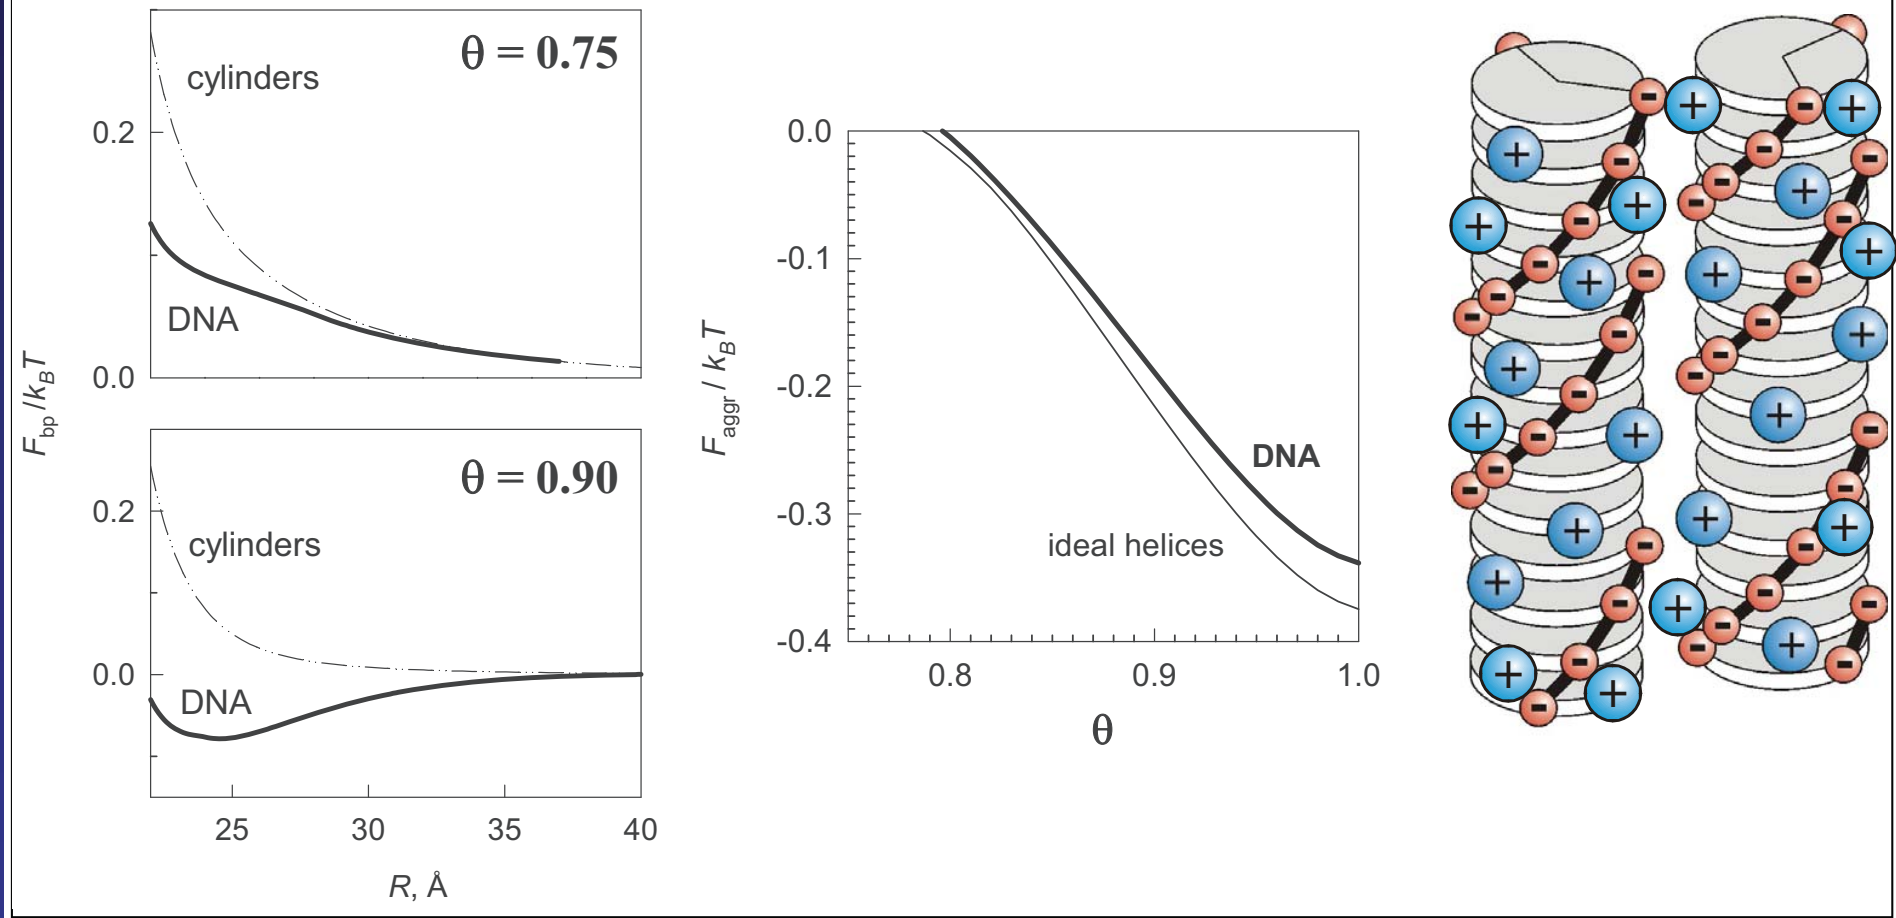 θ = 0.75
cylinders
0.2
DNA
0.0
F_bp /k_BT
θ = 0.90
cylinders
0.2
0.0
DNA
25 30 35 40
R, Å
0.0
-0.1
-0.2
-0.3
-0.4
F_aggr / k_BT
DNA
ideal helices
0.8 0.9 1.0
θ